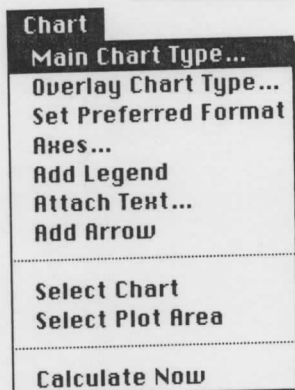 Chart
Main Chart Type...
Overlay Chart Type...
Set Preferred Format
Axes...
Add Legend
Attach Text...
Add Arrow
Select Chart
Select Plot Area
Calculate Now